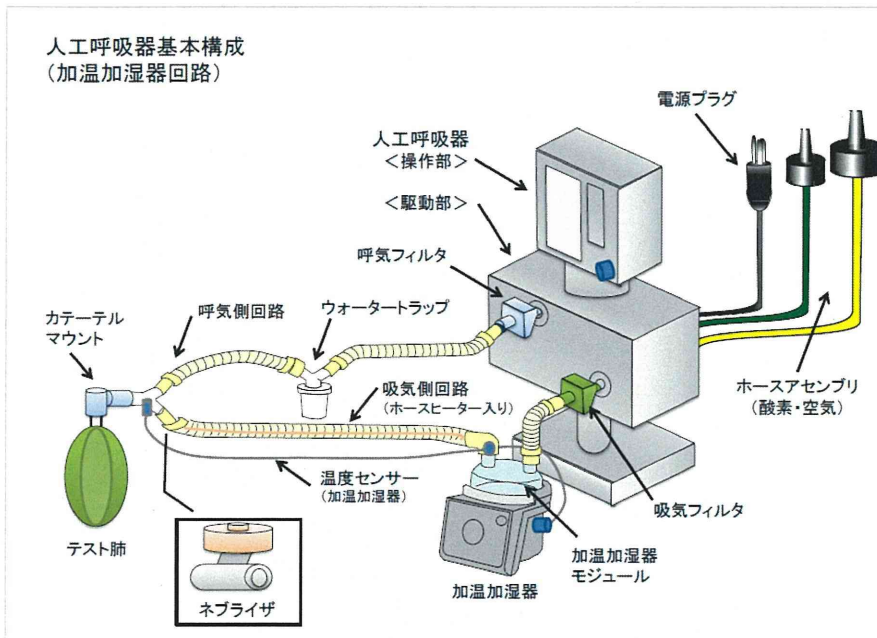 人工呼吸器基本構成
（加温加湿器回路）
電源プラグ
人工呼吸器
＜操作部＞
＜駆動部＞
呼気フィルタ
カテーテル
マウント
呼気側回路
ウォータートラップ
吸気側回路
（ホースヒーター入り）
ホースアセンブリ
（酸素・空気）
温度センサー
（加温加湿器）
吸気フィルタ
テスト肺
加温加湿器
モジュール
加温加湿器
ネブライザ